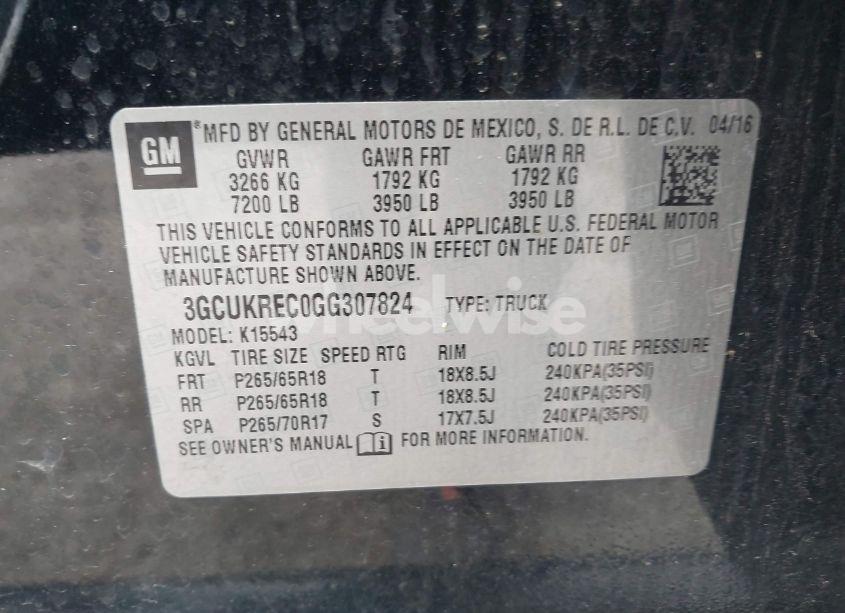 GM
*MFD BY GENERAL MOTORS DE MEXICO, S. DE R.L. DE C.V. 04/16
GVWR GAWR FRT GAWR RR
3266 KG 1792 KG 1792 KG
7200 LB 3950 LB 3950 LB
THIS VEHICLE CONFORMS TO ALL APPLICABLE U.S. FEDERAL MOTOR
VEHICLE SAFETY STANDARDS IN EFFECT ON THE DATE OF
MANUFACTURE SHOWN ABOVE.
3GCUKREC0GG307824 TYPE: TRUCK
wheelwise
MODEL: K15543
KGVL TIRE SIZE SPEED RTG RIM COLD TIRE PRESSURE
FRT P265/65R18 T 18X8.5J 240KPA(35PSI)
RR P265/65R18 T 18X8.5J 240KPA(35PSI)
SPA P265/70R17 S 17X7.5J 240KPA(35PSI)
SEE OWNER'S MANUAL i FOR MORE INFORMATION.